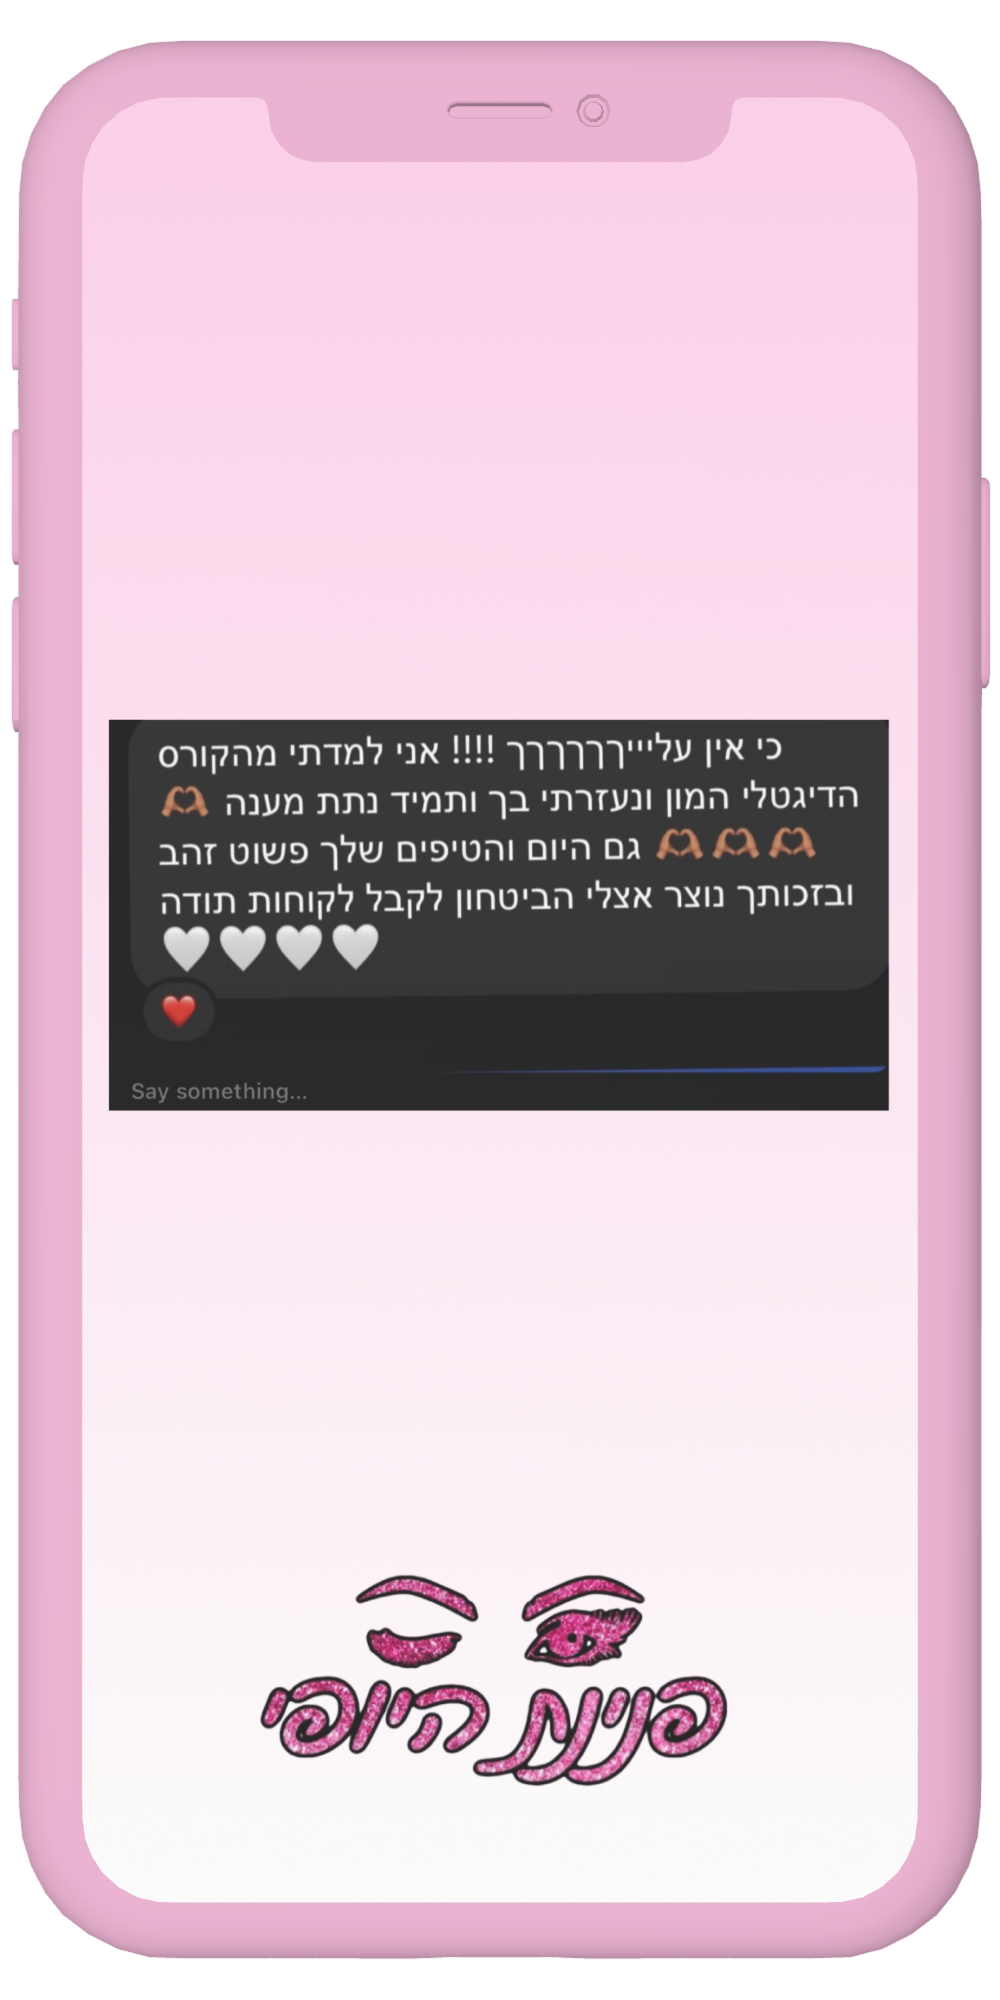 כי אין עליייךךךךךך !!!! אני למדתי מהקורס
הדיגטלי המון ונעזרתי בך ותמיד נתת מענה 🫶🏽
🫶🏽🫶🏽🫶🏽 גם היום והטיפים שלך פשוט זהב
ובזכותך נוצר אצלי הביטחון לקבל לקוחות תודה
🤍🤍🤍🤍
❤️
Say something...
פנינת היופי